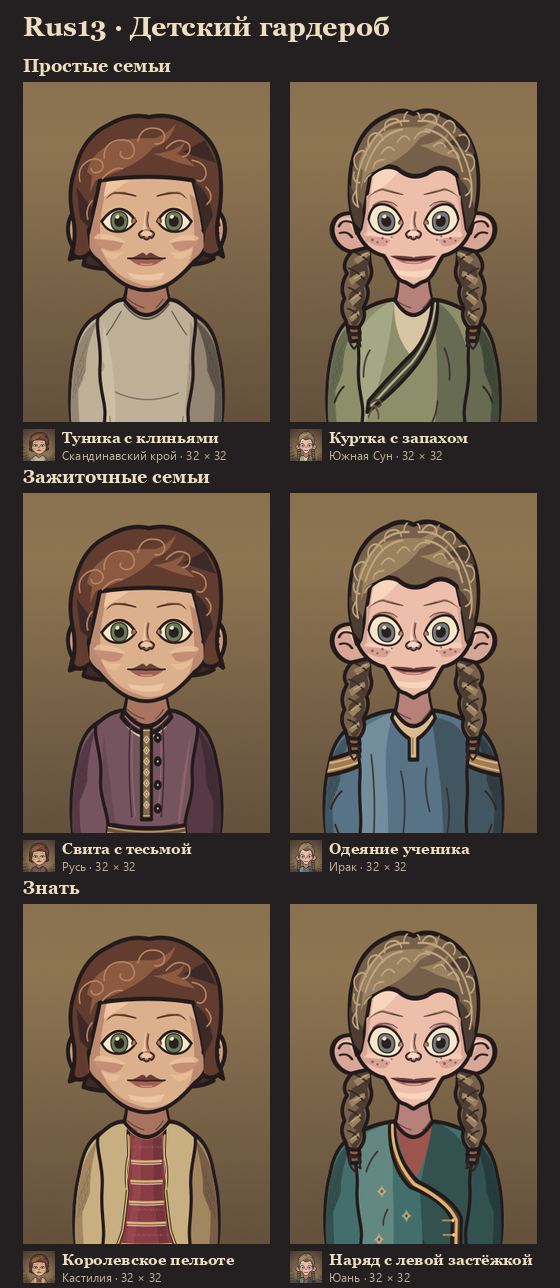 Rus13 · Детский гардероб
Простые семьи
Туника с клиньями
Скандинавский крой · 32 × 32
Куртка с запахом
Южная Сун · 32 × 32
Зажиточные семьи
Свита с тесьмой
Русь · 32 × 32
Одеяние ученика
Ирак · 32 × 32
Знать
Королевское пельоте
Кастилия · 32 × 32
Наряд с левой застёжкой
Юань · 32 × 32